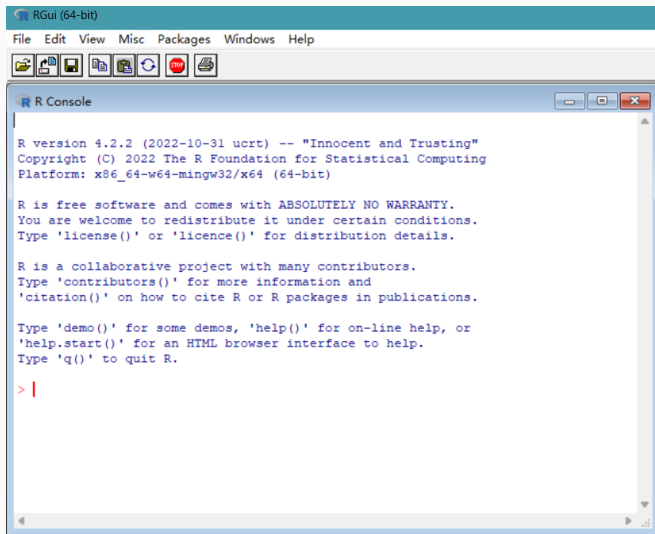 RGui (64-bit)
File Edit View Misc Packages Windows Help
STOP
R Console
R version 4.2.2 (2022-10-31 ucrt) -- "Innocent and Trusting"
Copyright (C) 2022 The R Foundation for Statistical Computing
Platform: x86_64-w64-mingw32/x64 (64-bit)
R is free software and comes with ABSOLUTELY NO WARRANTY.
You are welcome to redistribute it under certain conditions.
Type 'license()' or 'licence()' for distribution details.
R is a collaborative project with many contributors.
Type 'contributors()' for more information and
'citation()' on how to cite R or R packages in publications.
Type 'demo()' for some demos, 'help()' for on-line help, or
'help.start()' for an HTML browser interface to help.
Type 'q()' to quit R.
>